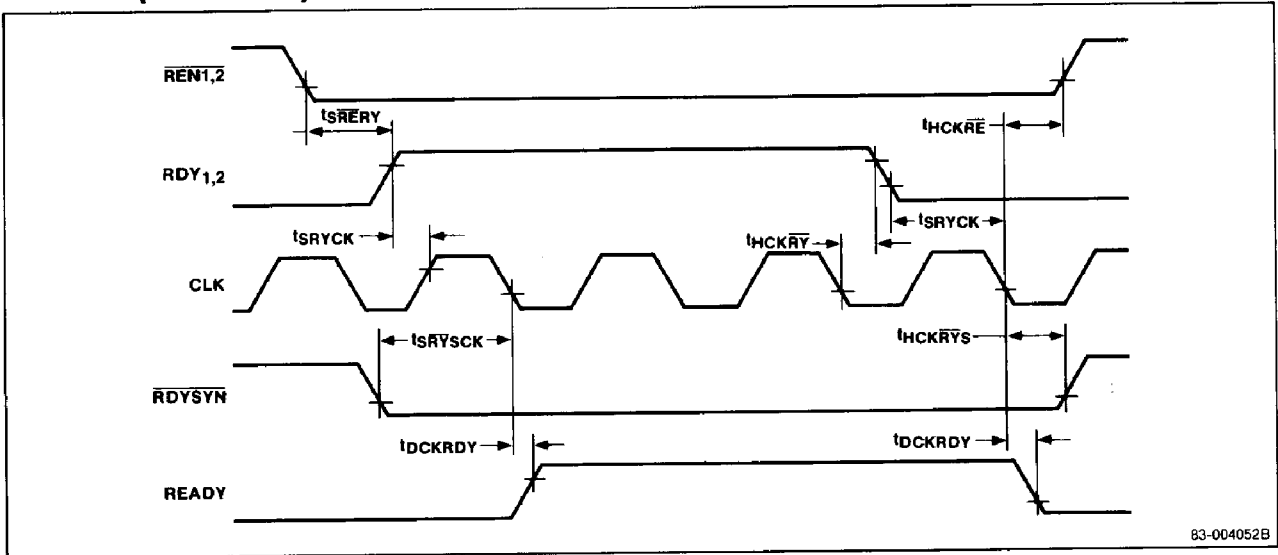 REN1,2
tSRERY
tHCKRE
RDY1,2
tSRYCK
tSRYCK
tHCKRY
CLK
tSRYSCK
tHCKRYS
RDYSYN
tDCKRDY
tDCKRDY
READY
83-004052B